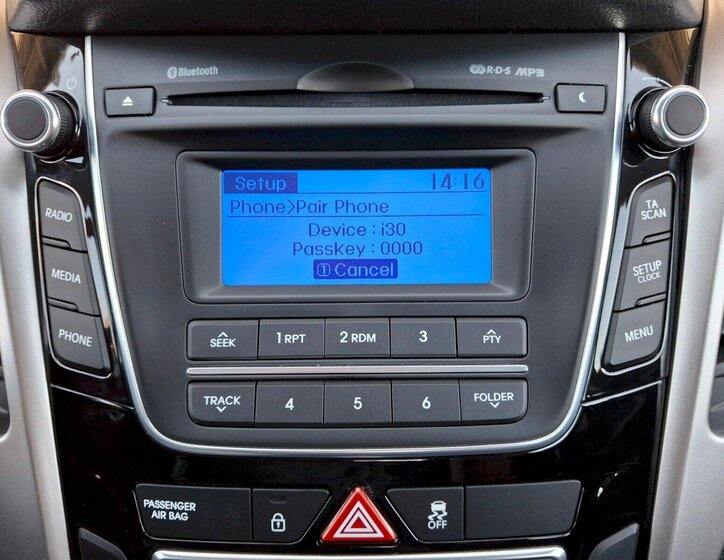 Bluetooth
R·D·S MP3
Setup 14:16
Phone>Pair Phone
Device : i30
Passkey : 0000
1 Cancel
RADIO
MEDIA
PHONE
TA
SCAN
SETUP
CLOCK
MENU
SEEK 1 RPT 2 RDM 3 PTY
TRACK 4 5 6 FOLDER
PASSENGER
AIR BAG
OFF